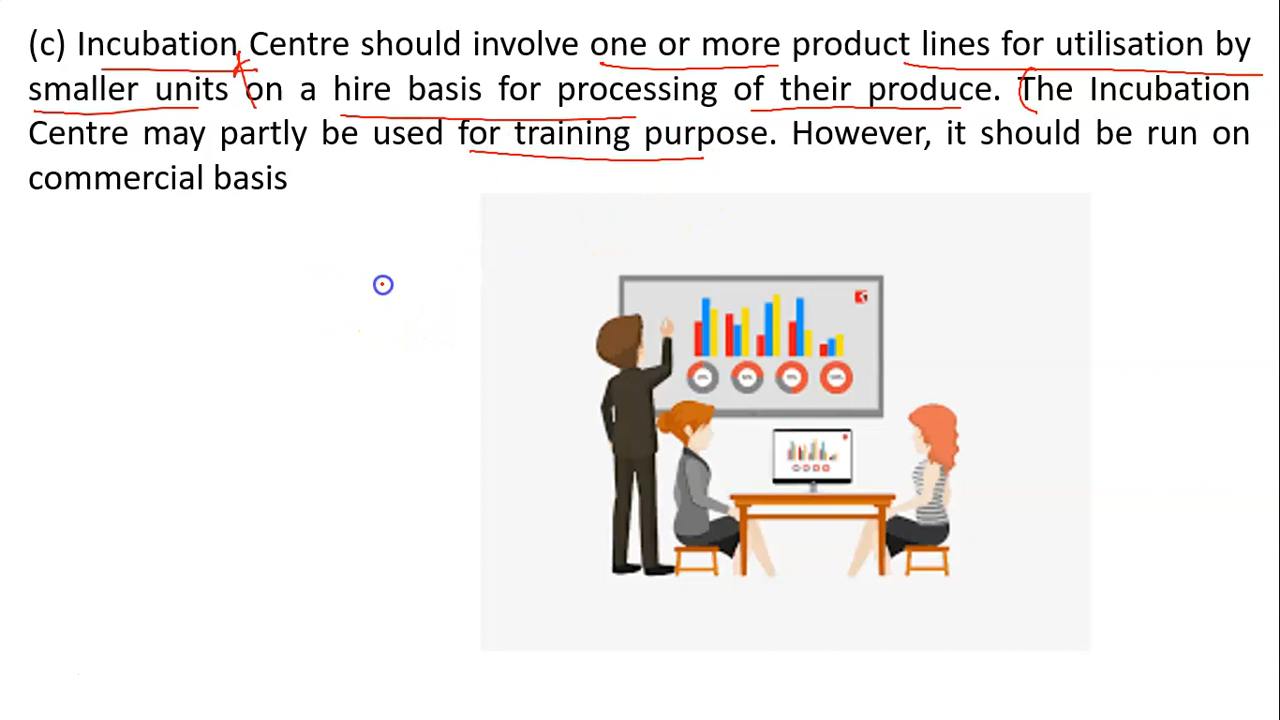 (c) Incubation Centre should involve one or more product lines for utilisation by
smaller units on a hire basis for processing of their produce. The Incubation
Centre may partly be used for training purpose. However, it should be run on
commercial basis